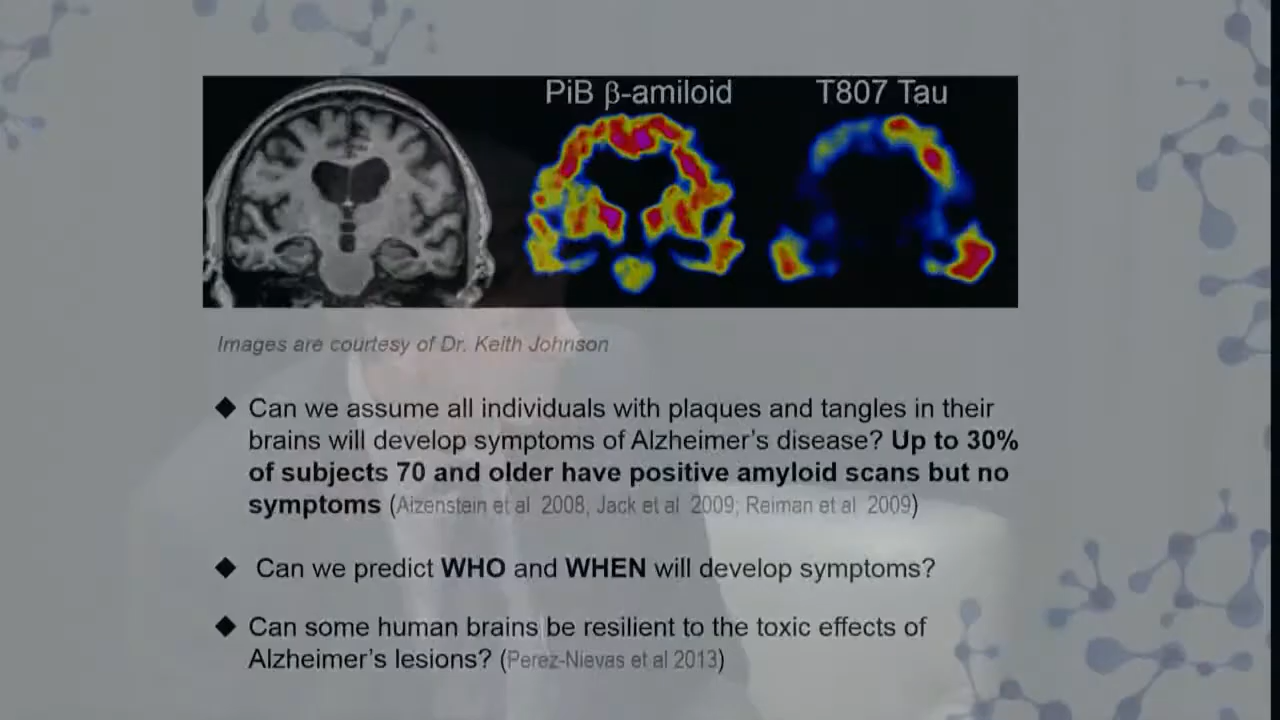 PiB β-amiloid
T807 Tau
Images are courtesy of Dr. Keith Johnson
◆ Can we assume all individuals with plaques and tangles in their
brains will develop symptoms of Alzheimer's disease? Up to 30%
of subjects 70 and older have positive amyloid scans but no
symptoms (Aizenstein et al 2008, Jack et al 2009; Reiman et al 2009)
◆ Can we predict WHO and WHEN will develop symptoms?
◆ Can some human brains be resilient to the toxic effects of
Alzheimer's lesions? (Perez-Nievas et al 2013)